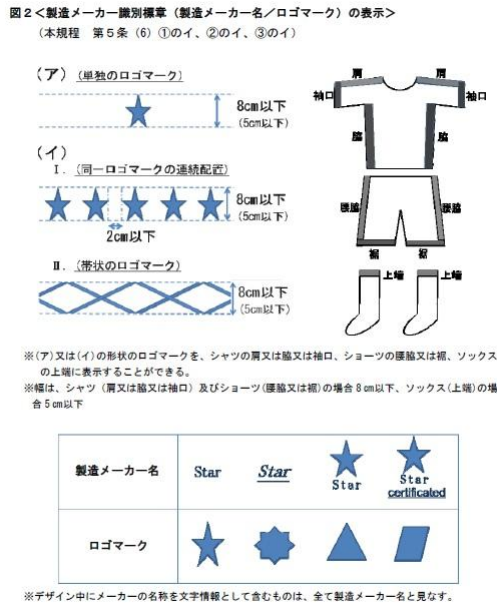 図2<製造メーカー識別標章(製造メーカー名/ロゴマーク)の表示>
(本規程 第5条(6)①のイ、②のイ、③のイ)
(ア)(単独のロゴマーク)
8cm以下
(5cm以下)
(イ)
Ⅰ.(同一ロゴマークの連続配置)
8cm以下
(5cm以下)
2cm以下
Ⅱ.(帯状のロゴマーク)
8cm以下
(5cm以下)
肩 肩
袖口 袖口
脇 脇
腰脇 腰脇
裾 裾
上端 上端
※(ア)又は(イ)の形状のロゴマークを、シャツの肩又は脇又は袖口、ショーツの腰脇又は裾、ソックス
の上端に表示することができる。
※幅は、シャツ(肩又は脇又は袖口)及びショーツ(腰脇又は裾)の場合8cm以下、ソックス(上端)の場
合5cm以下
製造メーカー名 Star Star Star Star
certificated
ロゴマーク
※デザイン中にメーカーの名称を文字情報として含むものは、全て製造メーカー名と見なす。